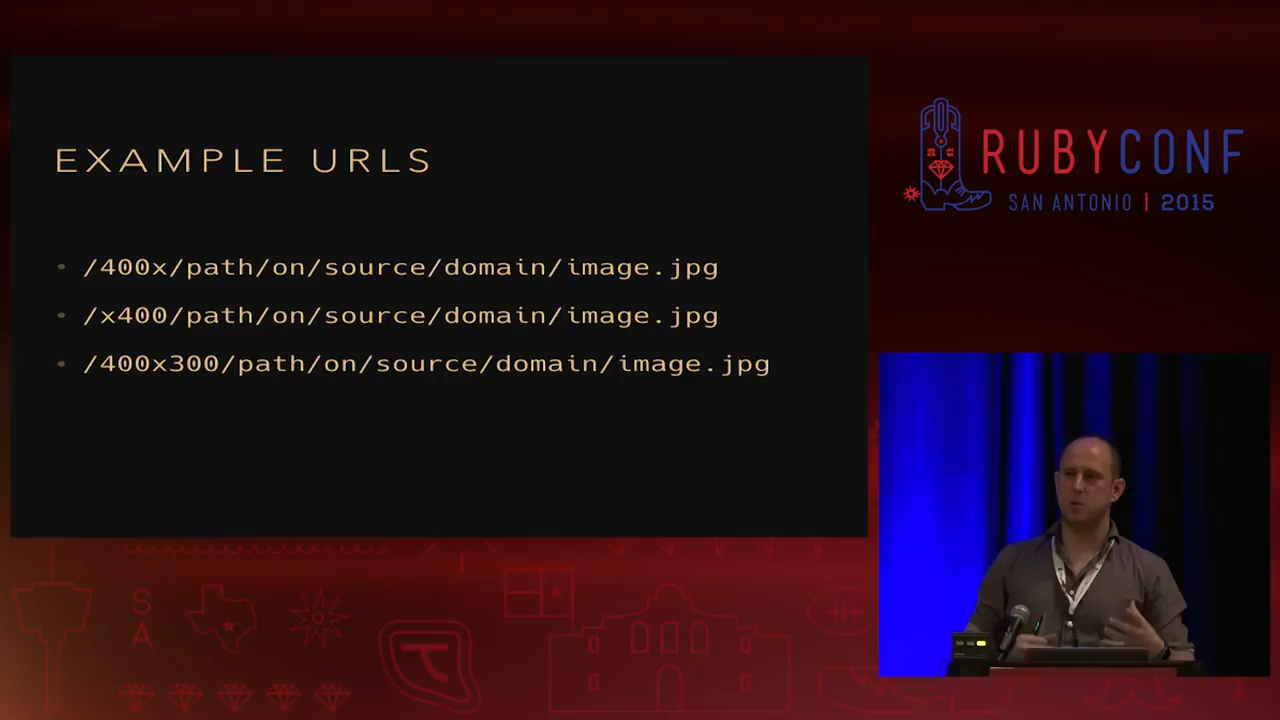 EXAMPLE URLS
• /400x/path/on/source/domain/image.jpg
• /x400/path/on/source/domain/image.jpg
• /400x300/path/on/source/domain/image.jpg
RUBYCONF
SAN ANTONIO | 2015
S
A